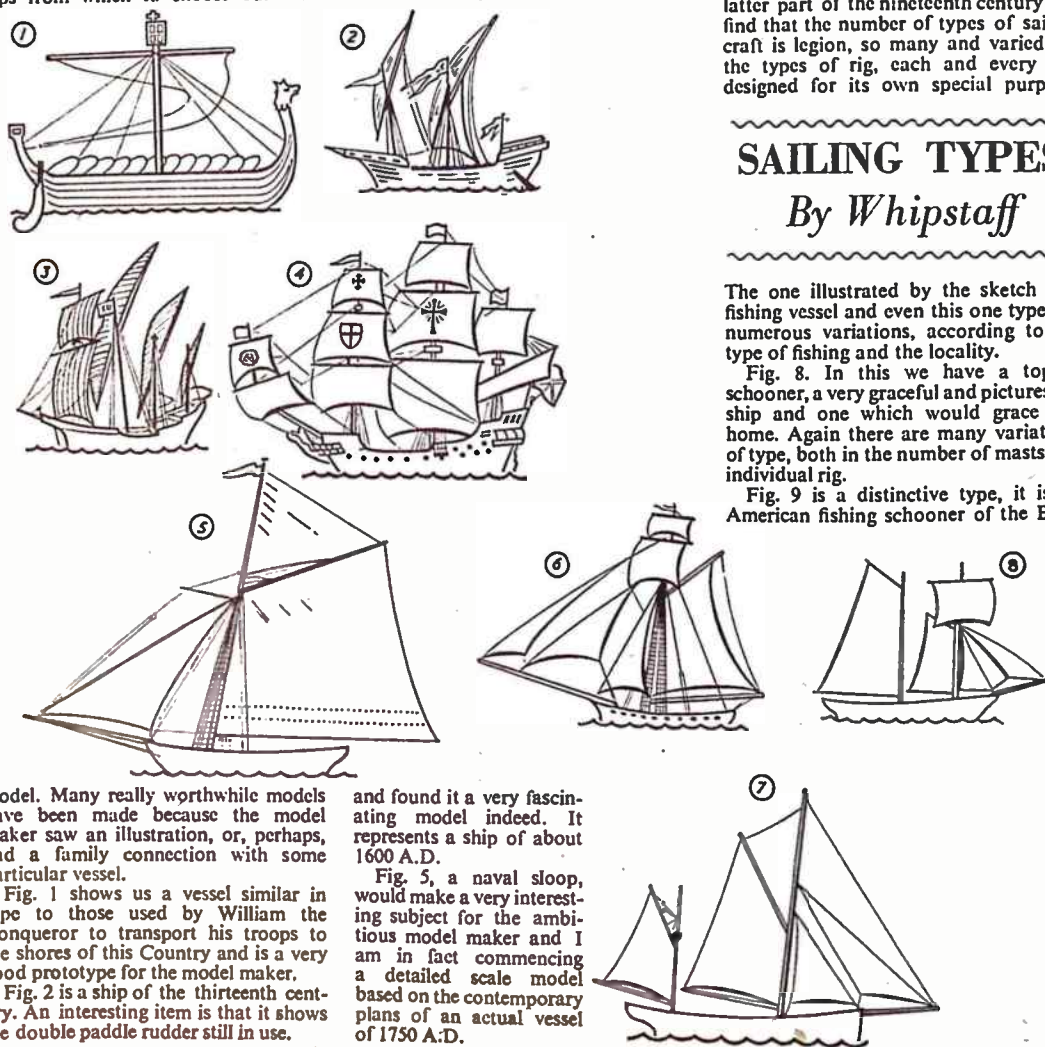 ps from which to choose
1
2
3
4
5
6
8
7
odel. Many really worthwhile models
ave been made because the model
aker saw an illustration, or, perhaps,
ad a family connection with some
articular vessel.
Fig. 1 shows us a vessel similar in
ype to those used by William the
onqueror to transport his troops to
e shores of this Country and is a very
ood prototype for the model maker.
Fig. 2 is a ship of the thirteenth cent-
ry. An interesting item is that it shows
e double paddle rudder still in use.
and found it a very fascin-
ating model indeed. It
represents a ship of about
1600 A.D.
Fig. 5, a naval sloop,
would make a very interest-
ing subject for the ambi-
tious model maker and I
am in fact commencing
a detailed scale model
based on the contemporary
plans of an actual vessel
of 1750 A.D.
latter part of the nineteenth century
find that the number of types of sai
craft is legion, so many and varied
the types of rig, each and every
designed for its own special purp
SAILING TYPES
By Whipstaff
The one illustrated by the sketch
fishing vessel and even this one type
numerous variations, according to
type of fishing and the locality.
Fig. 8. In this we have a top
schooner, a very graceful and pictures
ship and one which would grace
home. Again there are many variat
of type, both in the number of masts
individual rig.
Fig. 9 is a distinctive type, it is
American fishing schooner of the B